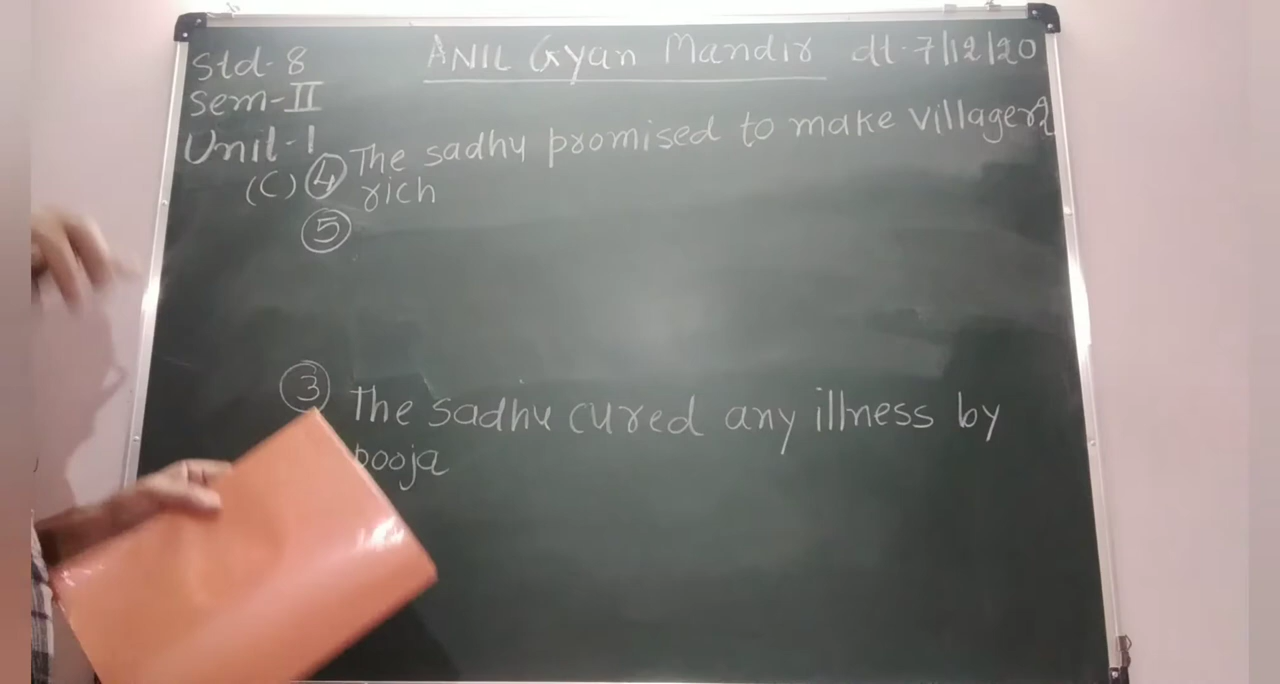 Std-8
ANIL Gyan Mandir dt-7/12/20
Sem-II
Unit-1
(C) 4 The sadhu promised to make villagers
rich
5
3 The sadhu cured any illness by
pooja